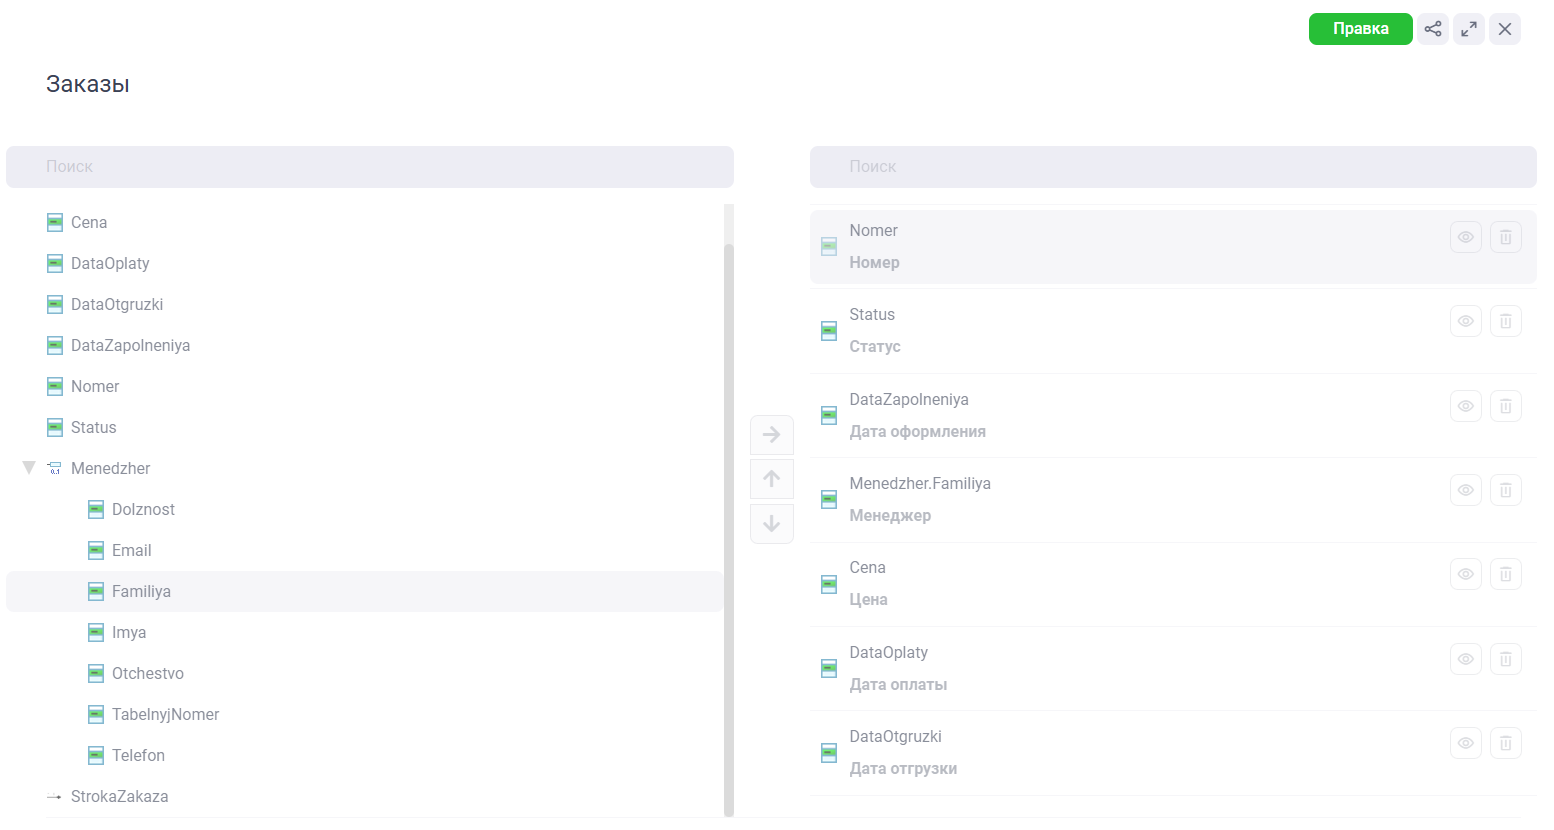 Правка
Заказы
Поиск
Cena
DataOplaty
DataOtgruzki
DataZapolneniya
Nomer
Status
Menedzher
Dolznost
Email
Familiya
Imya
Otchestvo
TabelnyjNomer
Telefon
StrokaZakaza
Поиск
Nomer
Номер
Status
Статус
DataZapolneniya
Дата оформления
Menedzher.Familiya
Менеджер
Cena
Цена
DataOplaty
Дата оплаты
DataOtgruzki
Дата отгрузки